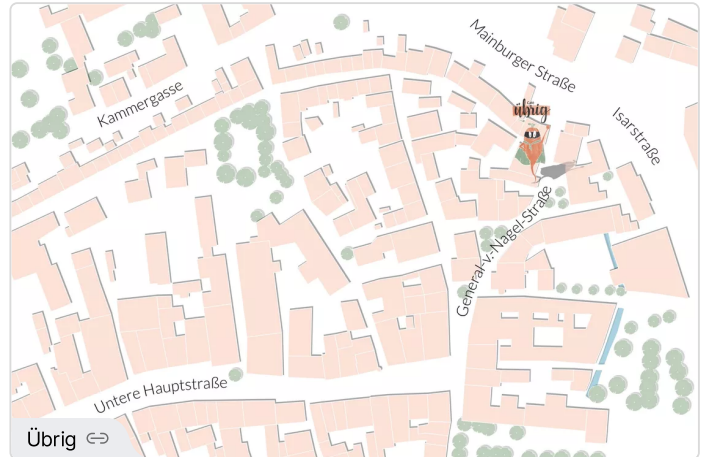 Mainburger Straße
Kammergasse
übrig
Isarstraße
General-v.-Nagel-Straße
Untere Hauptstraße
Übrig